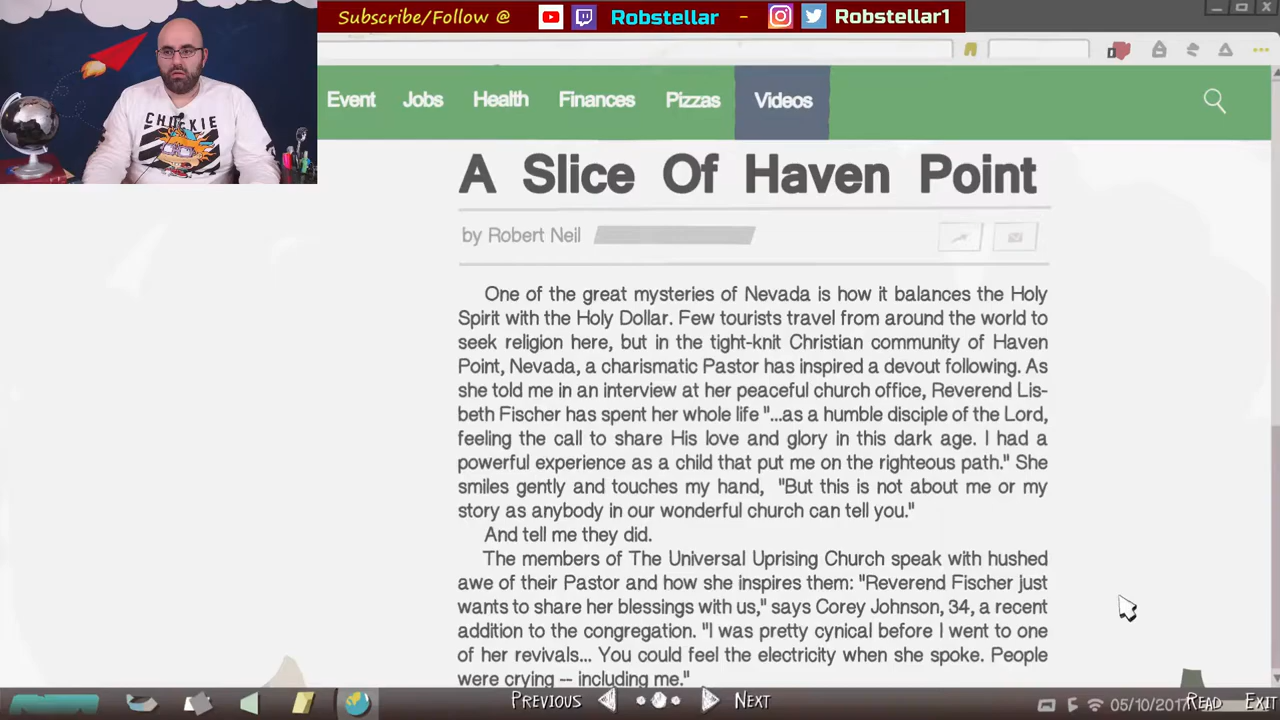 Subscribe/Follow @ Robstellar - Robstellar1
CHUCKIE
Event Jobs Health Finances Pizzas Videos
A Slice Of Haven Point
by Robert Neil
One of the great mysteries of Nevada is how it balances the Holy
Spirit with the Holy Dollar. Few tourists travel from around the world to
seek religion here, but in the tight-knit Christian community of Haven
Point, Nevada, a charismatic Pastor has inspired a devout following. As
she told me in an interview at her peaceful church office, Reverend Lis-
beth Fischer has spent her whole life "...as a humble disciple of the Lord,
feeling the call to share His love and glory in this dark age. I had a
powerful experience as a child that put me on the righteous path." She
smiles gently and touches my hand, "But this is not about me or my
story as anybody in our wonderful church can tell you."
And tell me they did.
The members of The Universal Uprising Church speak with hushed
awe of their Pastor and how she inspires them: "Reverend Fischer just
wants to share her blessings with us," says Corey Johnson, 34, a recent
addition to the congregation. "I was pretty cynical before I went to one
of her revivals... You could feel the electricity when she spoke. People
were crying -- including me."
Previous Next 05/10/2017 Read Exit